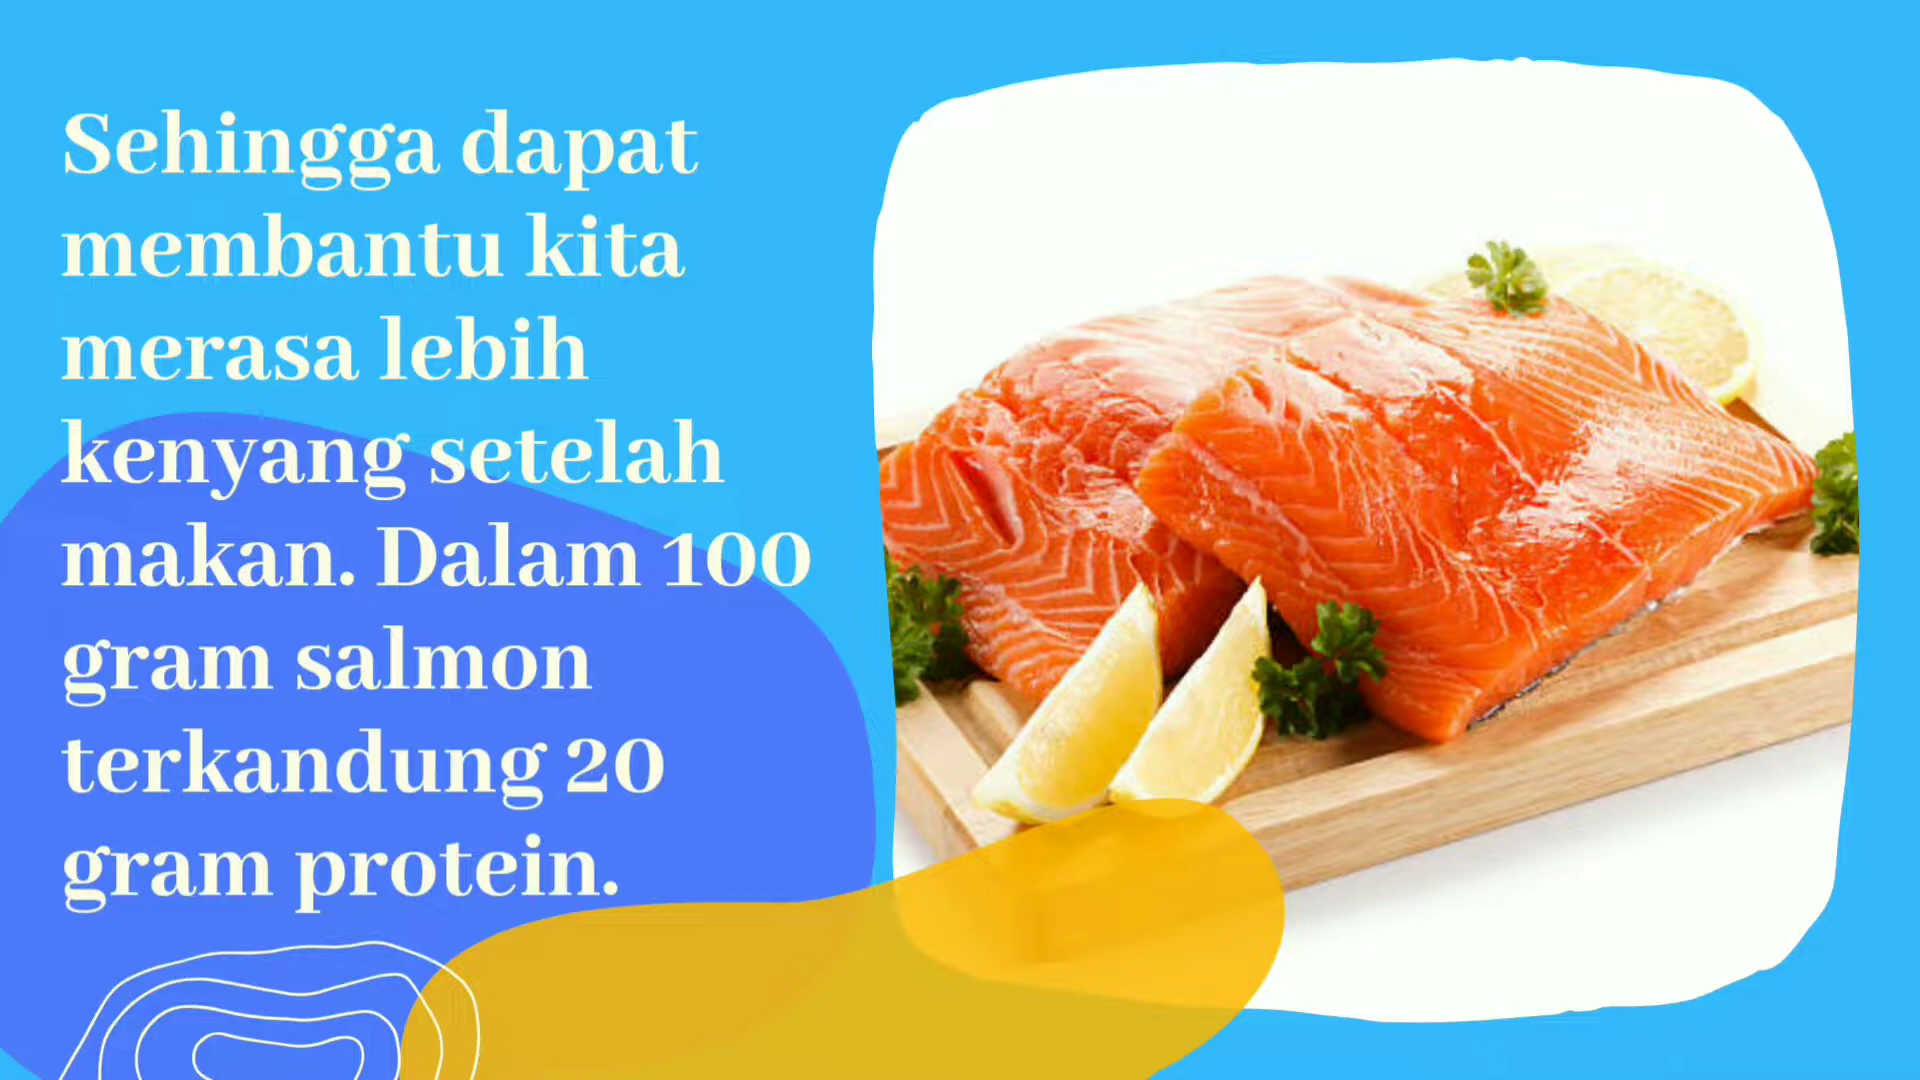 Sehingga dapat
membantu kita
merasa lebih
kenyang setelah
makan. Dalam 100
gram salmon
terkandung 20
gram protein.